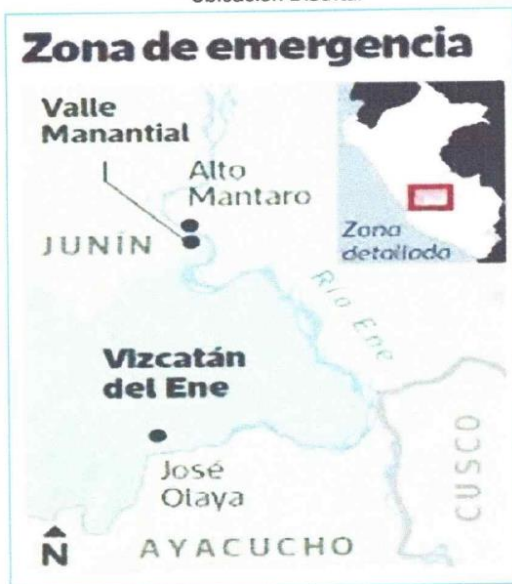 Zona de emergencia
Valle
Manantial
Alto
Mantaro
JUNÍN
Zona
detallada
Río Ene
Vizcatán
del Ene
José
Olaya
CUSCO
N
AYACUCHO